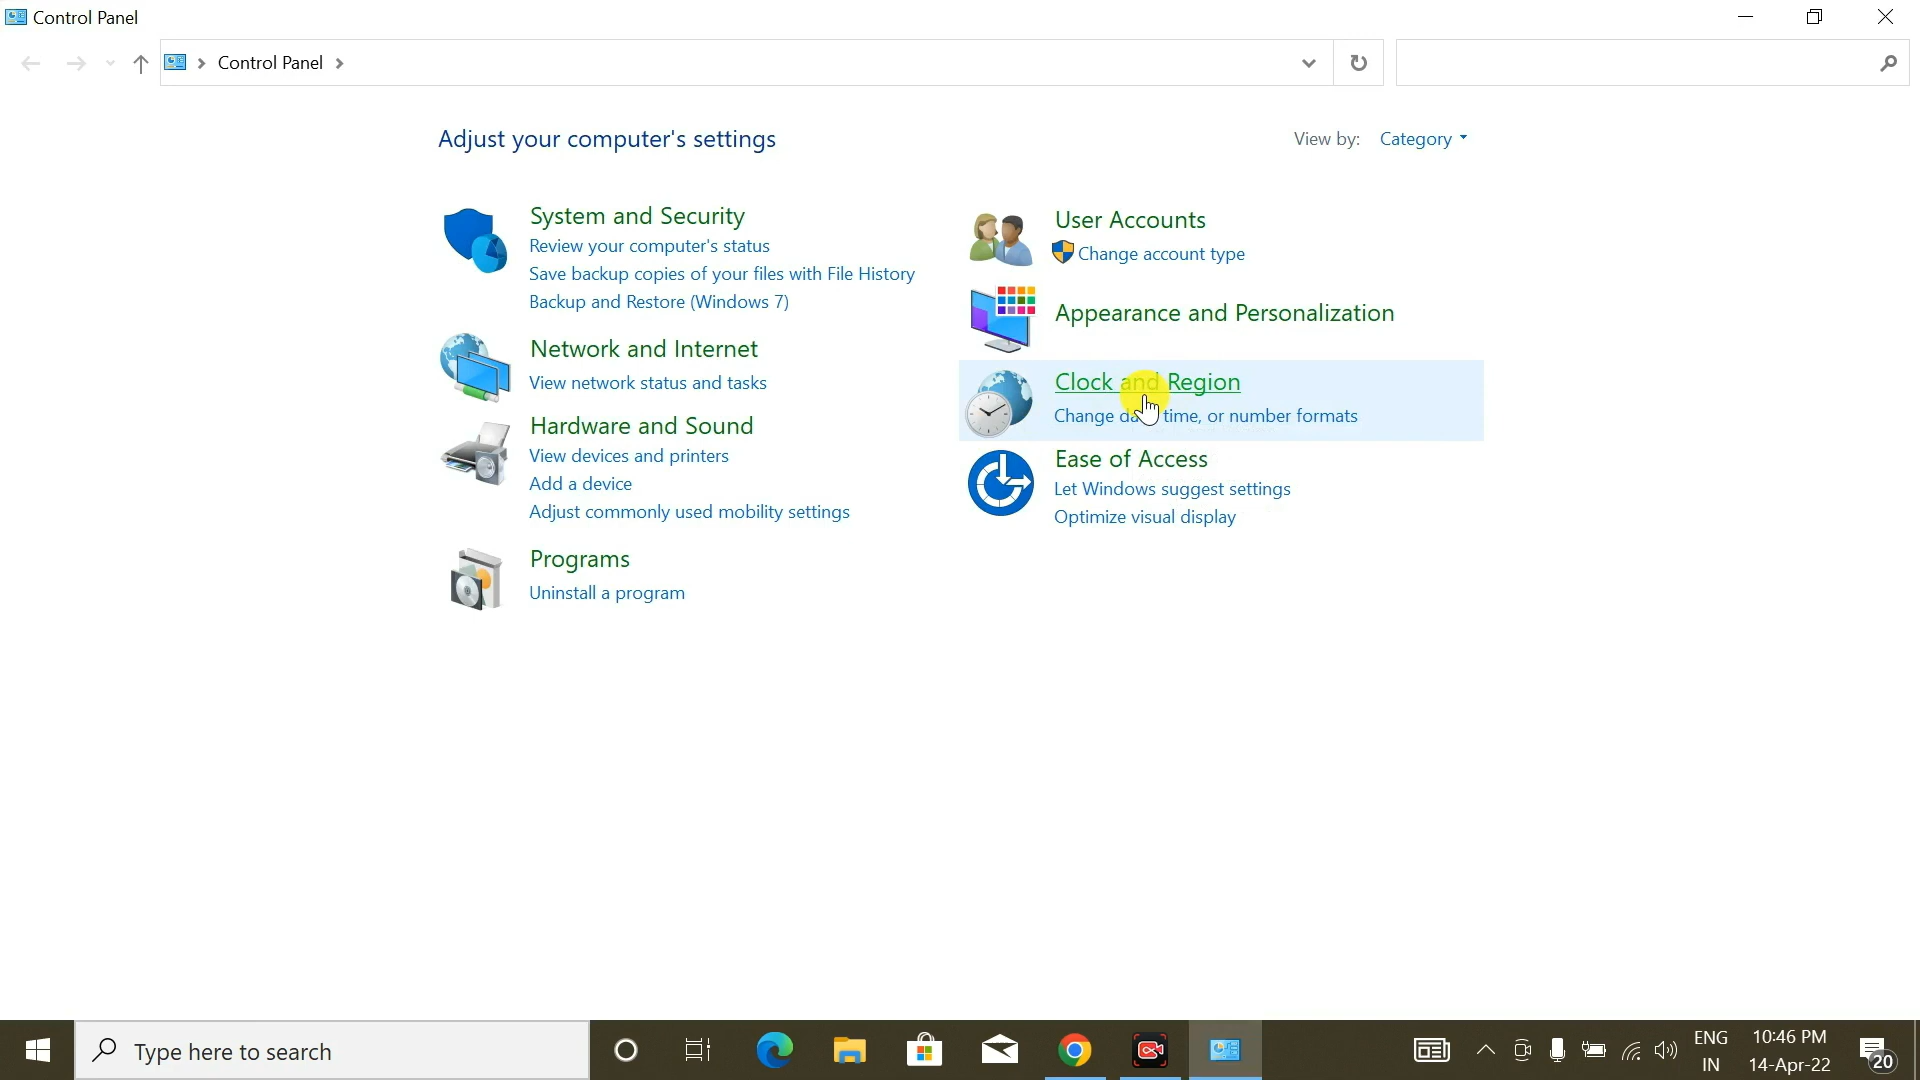 Control Panel
Control Panel
Adjust your computer's settings
View by: Category
System and Security
Review your computer's status
Save backup copies of your files with File History
Backup and Restore (Windows 7)
Network and Internet
View network status and tasks
Hardware and Sound
View devices and printers
Add a device
Adjust commonly used mobility settings
Programs
Uninstall a program
User Accounts
Change account type
Appearance and Personalization
Clock and Region
Change time, or number formats
Ease of Access
Let Windows suggest settings
Optimize visual display
Type here to search
ENG
IN
10:46 PM
14-Apr-22
20